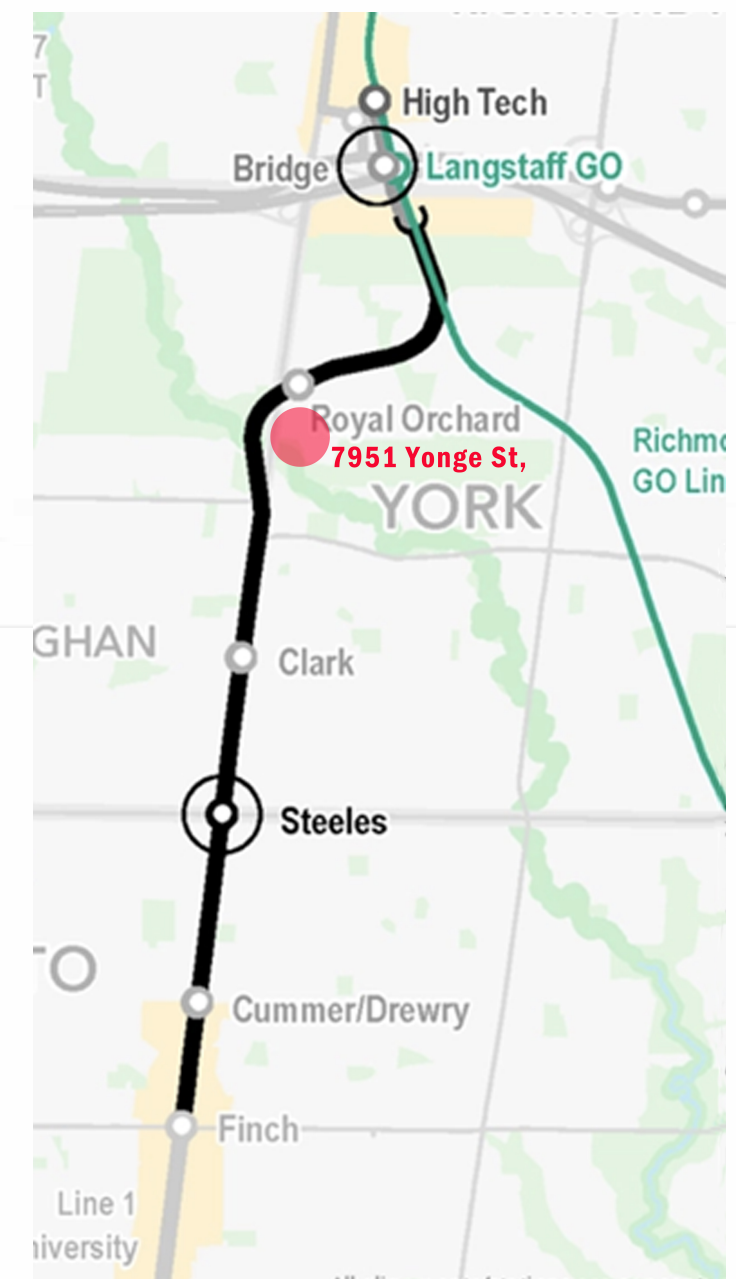 7
T
High Tech
Bridge
Langstaff GO
Royal Orchard
7951 Yonge St,
Richmo
GO Lin
YORK
GHAN
Clark
Steeles
TO
Cummer/Drewry
Finch
Line 1
niversity